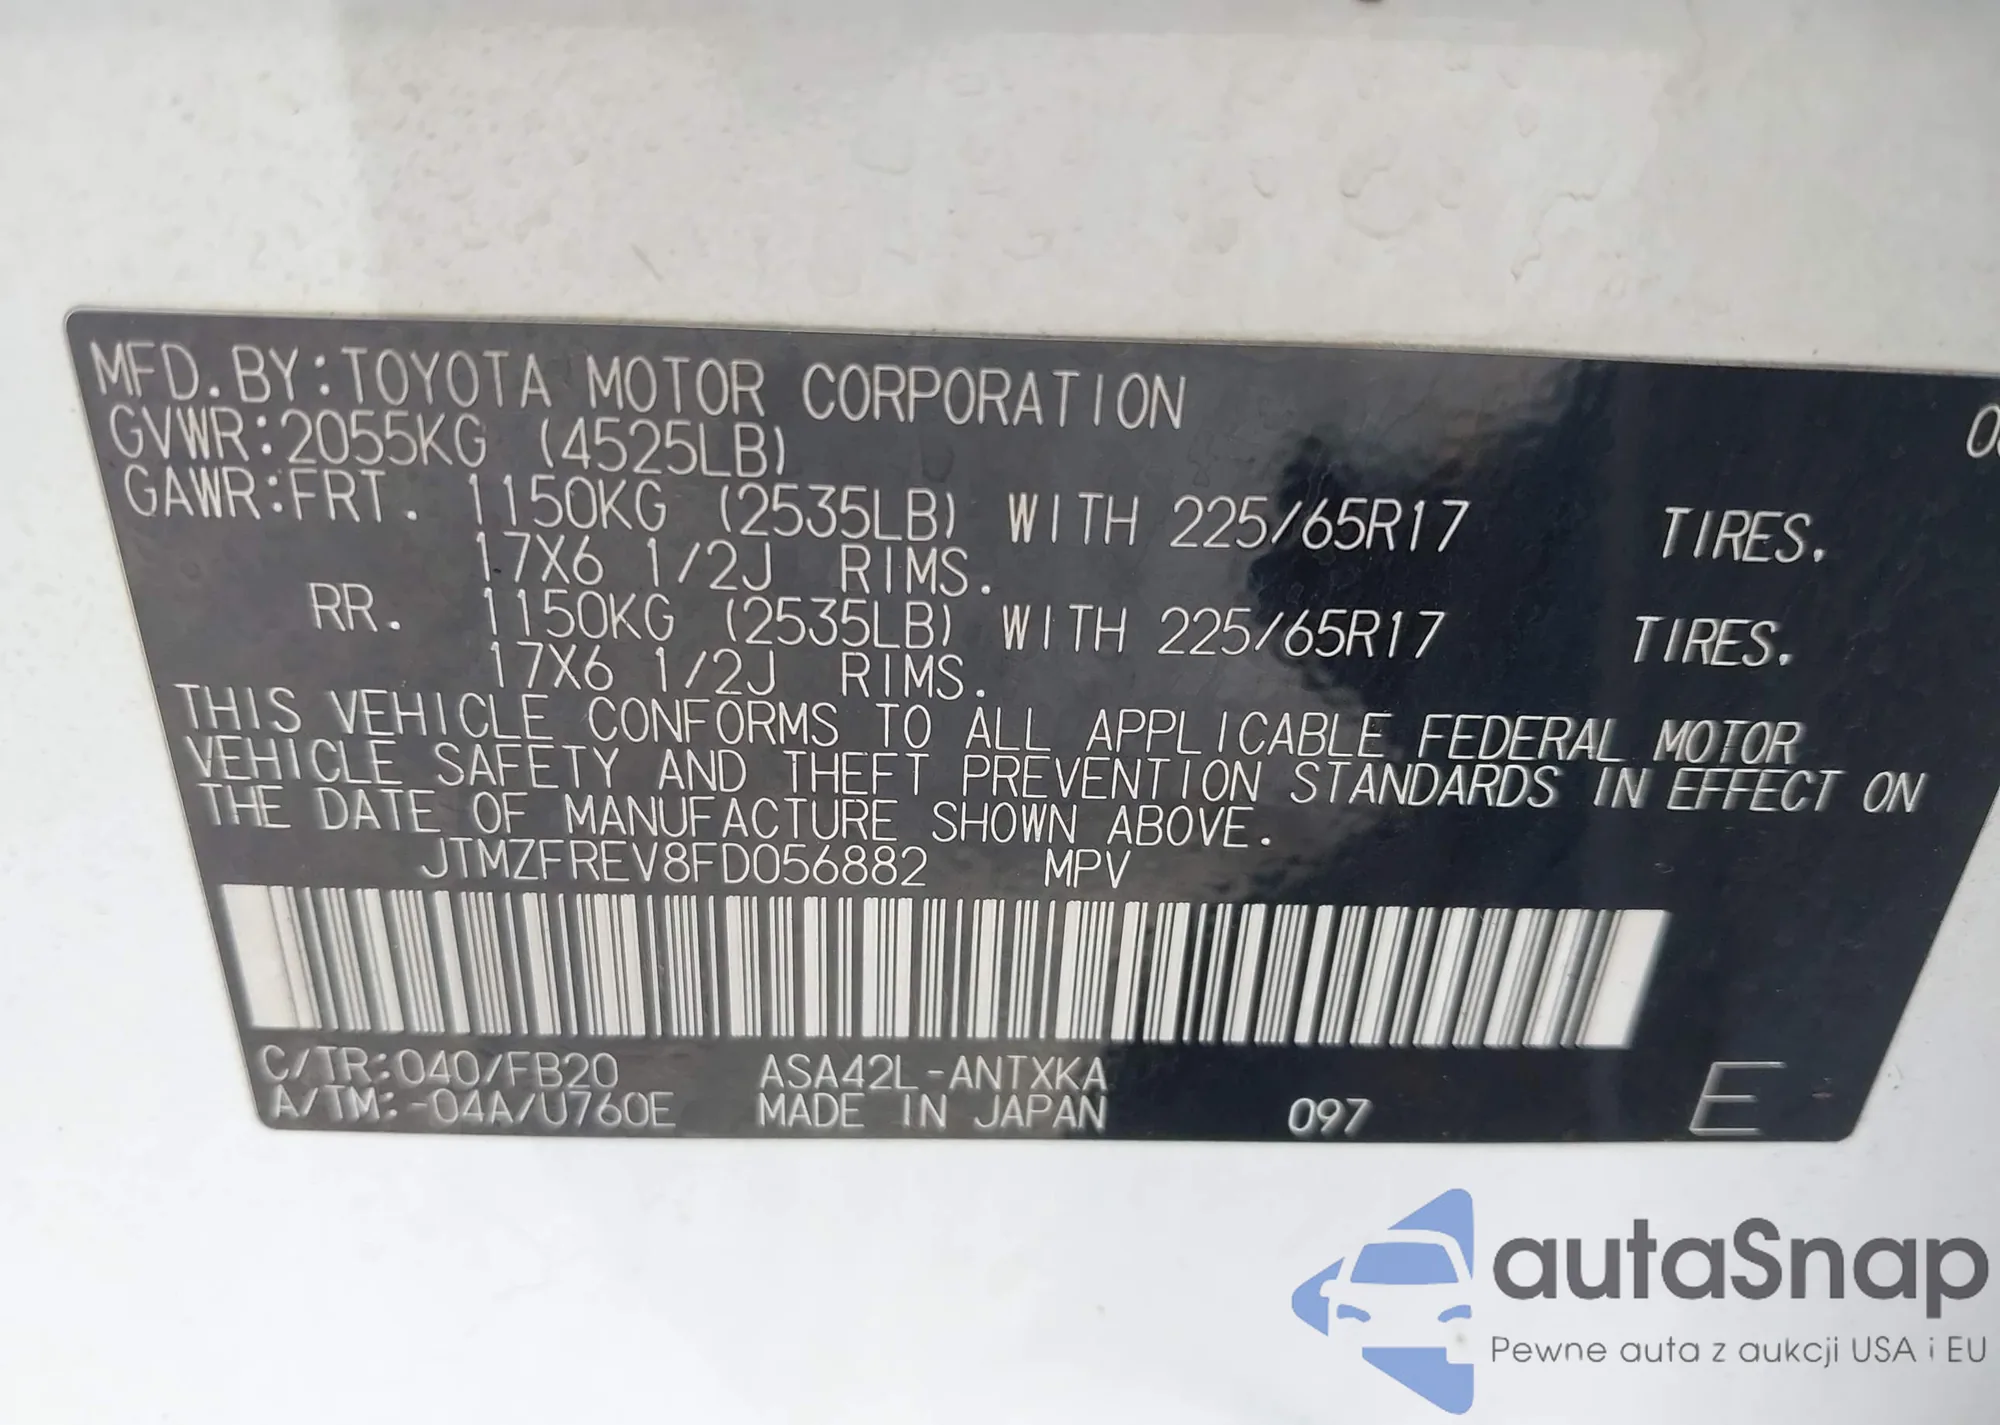 MFD.BY:TOYOTA MOTOR CORPORATION
GVWR:2055KG (4525LB)
GAWR:FRT. 1150KG (2535LB) WITH 225/65R17 TIRES.
17X6 1/2J RIMS.
RR. 1150KG (2535LB) WITH 225/65R17 TIRES.
17X6 1/2J RIMS.
THIS VEHICLE CONFORMS TO ALL APPLICABLE FEDERAL MOTOR
VEHICLE SAFETY AND THEFT PREVENTION STANDARDS IN EFFECT ON
THE DATE OF MANUFACTURE SHOWN ABOVE.
JTMZFREV8FD056882 MPV
C/TR:040/FB20 ASA42L-ANTXKA
A/TM:-04A/U760E MADE IN JAPAN 097 E
autaSnap
Pewne auta z aukcji USA i EU